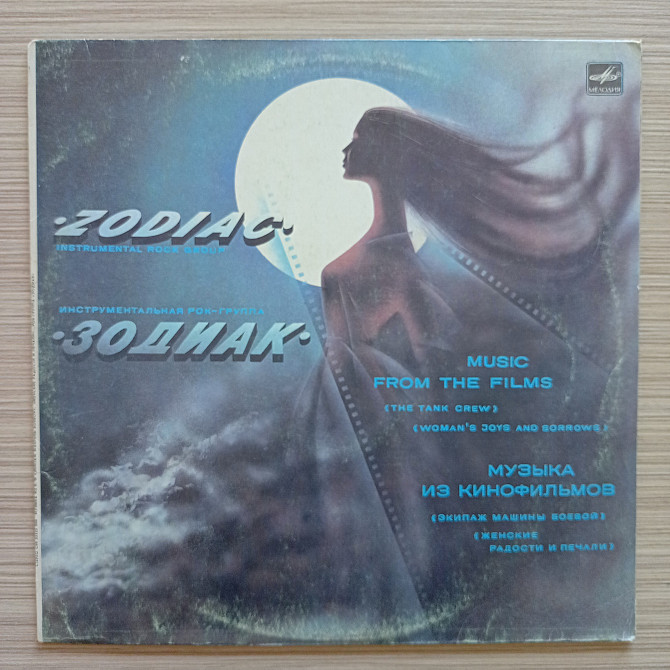 МЕЛОДИЯ
·ZODIAC·
INSTRUMENTAL ROCK GROUP
ИНСТРУМЕНТАЛЬНАЯ РОК-ГРУППА
·ЗОДИАК·
MUSIC
FROM THE FILMS
《THE TANK CREW》
《WOMAN'S JOYS AND SORROWS》
МУЗЫКА
ИЗ КИНОФИЛЬМОВ
《ЭКИПАЖ МАШИНЫ БОЕВОЙ》
《ЖЕНСКИЕ
РАДОСТИ И ПЕЧАЛИ》